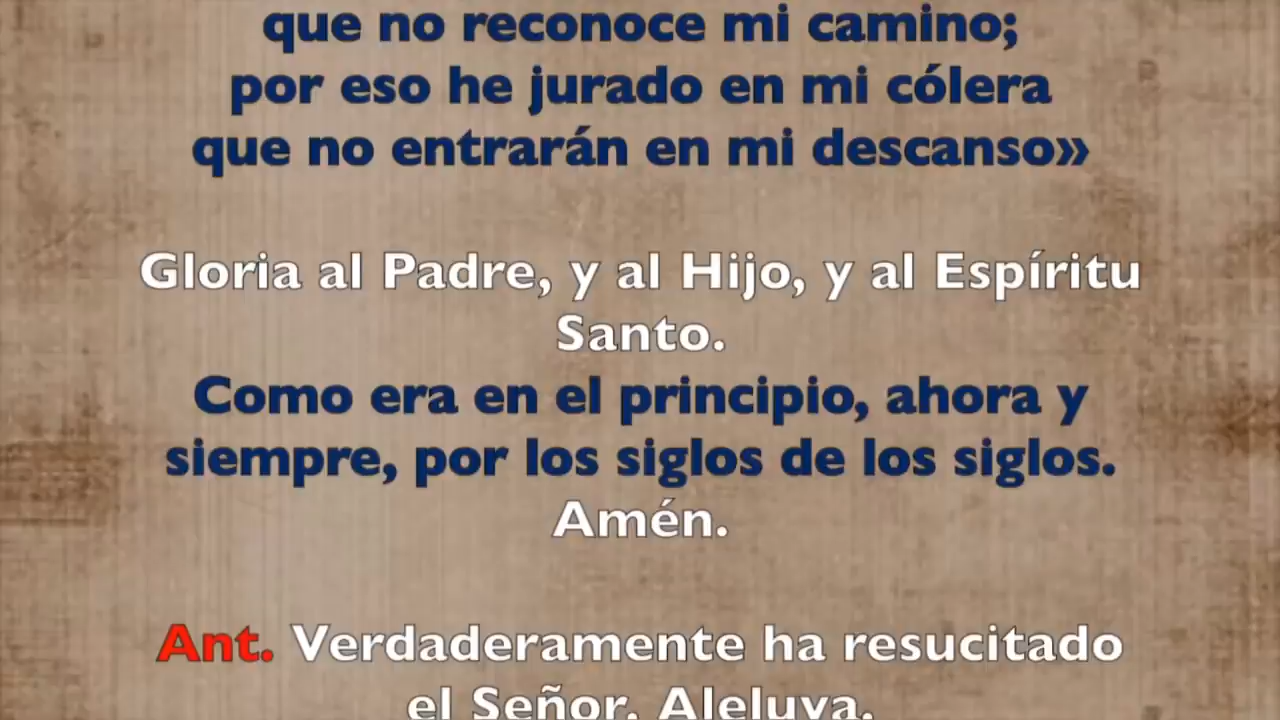 que no reconoce mi camino;
por eso he jurado en mi cólera
que no entrarán en mi descanso»
Gloria al Padre, y al Hijo, y al Espíritu
Santo.
Como era en el principio, ahora y
siempre, por los siglos de los siglos.
Amén.
Ant. Verdaderamente ha resucitado
el Señor. Aleluya.